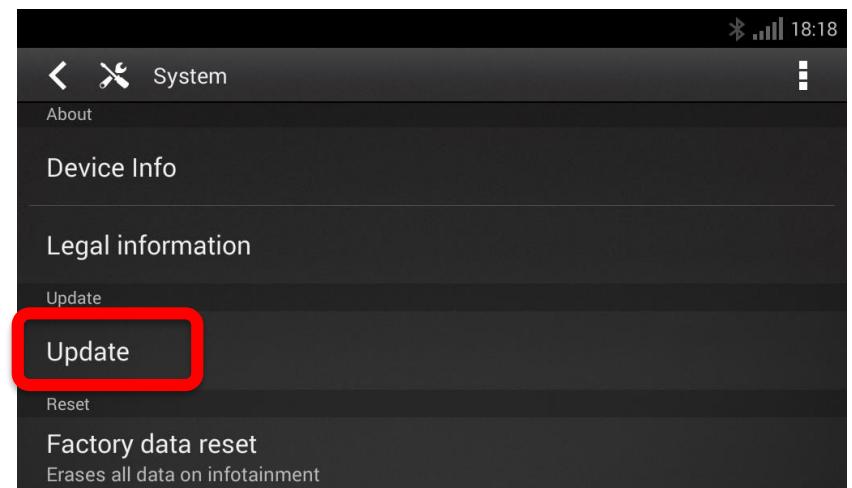 18:18
System
About
Device Info
Legal information
Update
Update
Reset
Factory data reset
Erases all data on infotainment